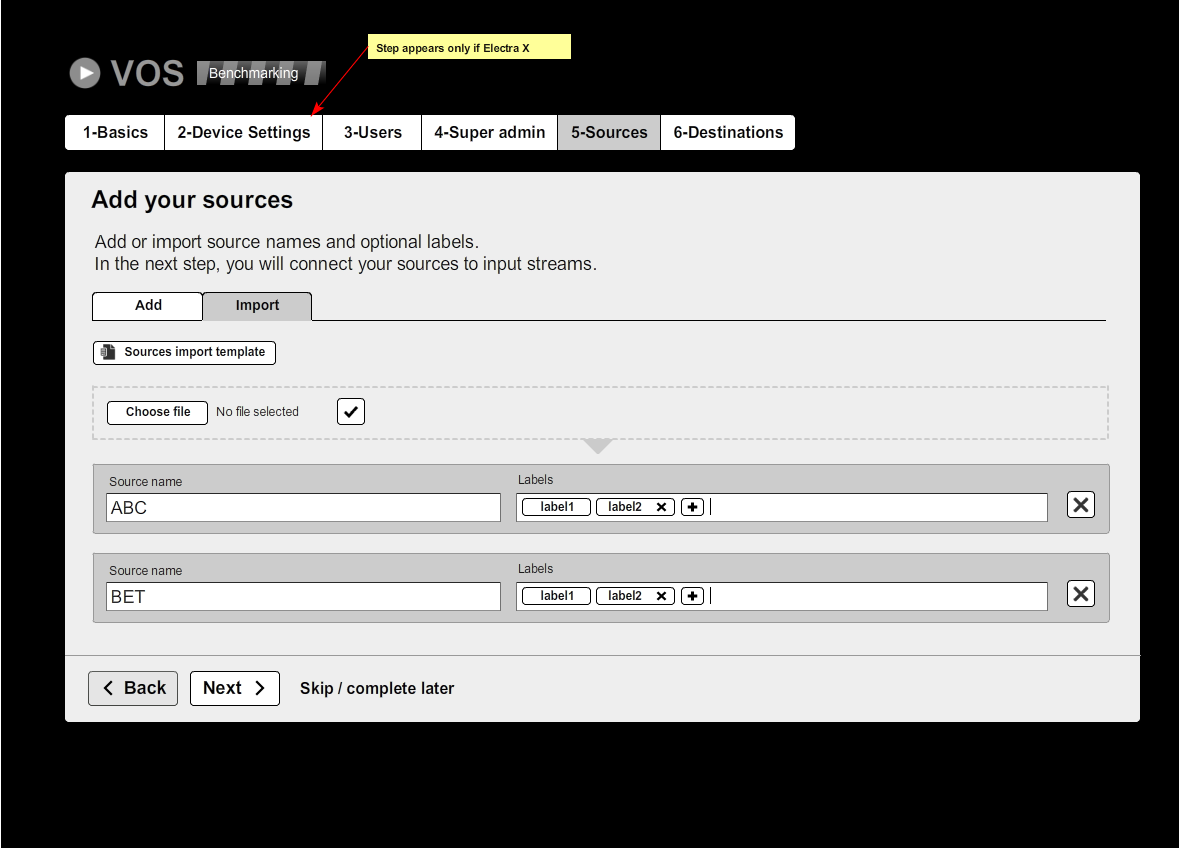 Step appears only if Electra X
VOS Benchmarking
1-Basics 2-Device Settings 3-Users 4-Super admin 5-Sources 6-Destinations
Add your sources
Add or import source names and optional labels.
In the next step, you will connect your sources to input streams.
Add Import
Sources import template
Choose file No file selected
Source name Labels
ABC label1 label2
Source name Labels
BET label1 label2
Back Next Skip / complete later